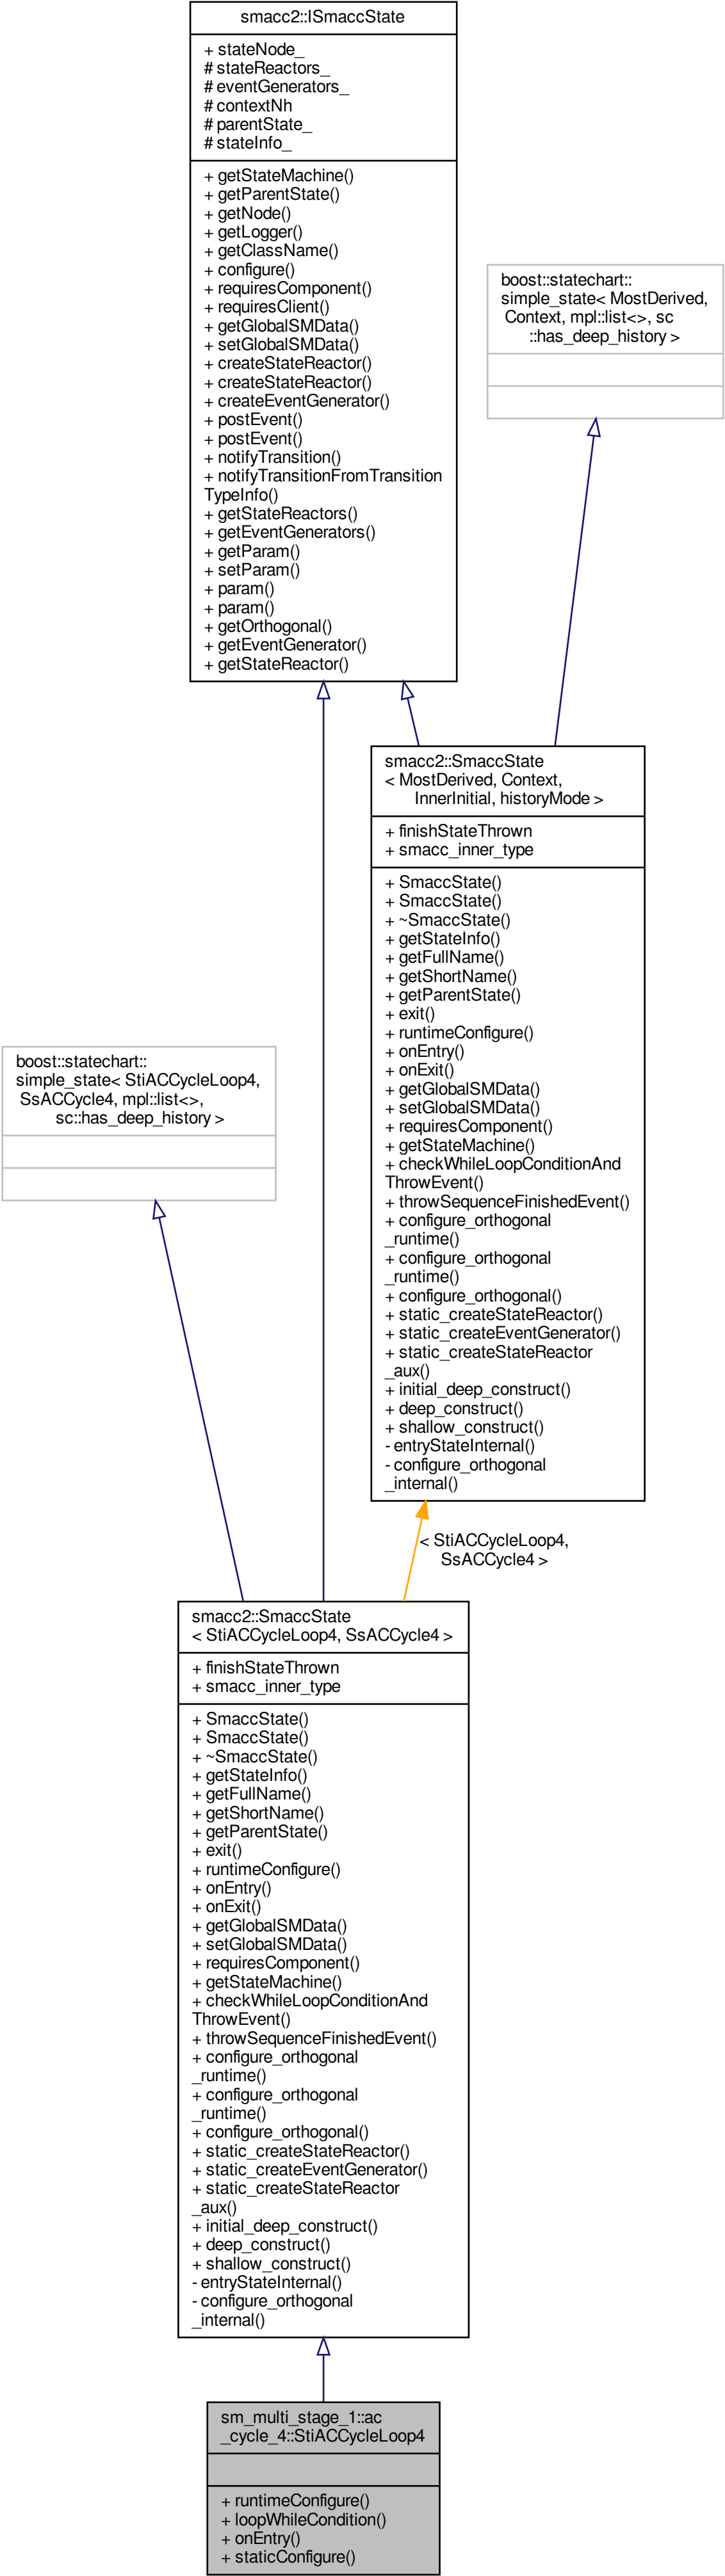 smacc2::ISmaccState
+ stateNode_
# stateReactors_
# eventGenerators_
# contextNh
# parentState_
# stateInfo_
+ getStateMachine()
+ getParentState()
+ getNode()
+ getLogger()
+ getClassName()
+ configure()
+ requiresComponent()
+ requiresClient()
+ getGlobalSMData()
+ setGlobalSMData()
+ createStateReactor()
+ createStateReactor()
+ createEventGenerator()
+ postEvent()
+ postEvent()
+ notifyTransition()
+ notifyTransitionFromTransition
TypeInfo()
+ getStateReactors()
+ getEventGenerators()
+ getParam()
+ setParam()
+ param()
+ param()
+ getOrthogonal()
+ getEventGenerator()
+ getStateReactor()
boost::statechart::
simple_state< MostDerived,
Context, mpl::list<>, sc
::has_deep_history >
smacc2::SmaccState
< MostDerived, Context,
InnerInitial, historyMode >
+ finishStateThrown
+ smacc_inner_type
+ SmaccState()
+ SmaccState()
+ ~SmaccState()
+ getStateInfo()
+ getFullName()
+ getShortName()
+ getParentState()
+ exit()
+ runtimeConfigure()
+ onEntry()
+ onExit()
+ getGlobalSMData()
+ setGlobalSMData()
+ requiresComponent()
+ getStateMachine()
+ checkWhileLoopConditionAnd
ThrowEvent()
+ throwSequenceFinishedEvent()
+ configure_orthogonal
_runtime()
+ configure_orthogonal
_runtime()
+ configure_orthogonal()
+ static_createStateReactor()
+ static_createEventGenerator()
+ static_createStateReactor
_aux()
+ initial_deep_construct()
+ deep_construct()
+ shallow_construct()
- entryStateInternal()
- configure_orthogonal
_internal()
boost::statechart::
simple_state< StiACCycleLoop4,
SsACCycle4, mpl::list<>,
sc::has_deep_history >
< StiACCycleLoop4,
SsACCycle4 >
smacc2::SmaccState
< StiACCycleLoop4, SsACCycle4 >
+ finishStateThrown
+ smacc_inner_type
+ SmaccState()
+ SmaccState()
+ ~SmaccState()
+ getStateInfo()
+ getFullName()
+ getShortName()
+ getParentState()
+ exit()
+ runtimeConfigure()
+ onEntry()
+ onExit()
+ getGlobalSMData()
+ setGlobalSMData()
+ requiresComponent()
+ getStateMachine()
+ checkWhileLoopConditionAnd
ThrowEvent()
+ throwSequenceFinishedEvent()
+ configure_orthogonal
_runtime()
+ configure_orthogonal
_runtime()
+ configure_orthogonal()
+ static_createStateReactor()
+ static_createEventGenerator()
+ static_createStateReactor
_aux()
+ initial_deep_construct()
+ deep_construct()
+ shallow_construct()
- entryStateInternal()
- configure_orthogonal
_internal()
sm_multi_stage_1::ac
_cycle_4::StiACCycleLoop4
+ runtimeConfigure()
+ loopWhileCondition()
+ onEntry()
+ staticConfigure()